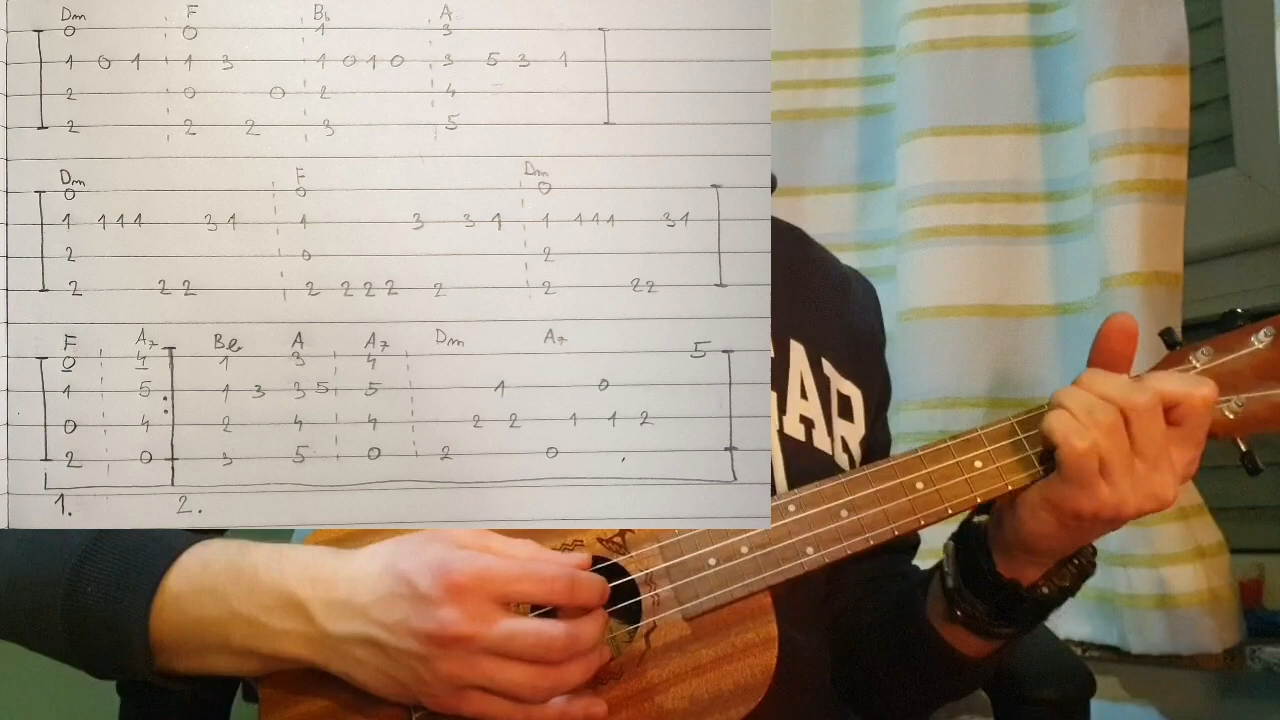 Dm F Bb A
0 0 1 3
1 0 1 1 3 1 0 1 0 3 5 3 1
2 0 0 2 4
2 2 2 3 5
Dm F Dm
0 0 0
1 1 1 1 3 1 1 3 3 1 1 1 1 1 3 1
2 0 2
2 2 2 2 2 2 2 2 2 2 2
F A7 Bb A A7 Dm A7
0 4 1 3 4 5
1 5 1 3 3 5 5 1 0
0 4 2 4 4 2 2 1 1 2
2 0 3 5 0 2 0
1. 2.
AR